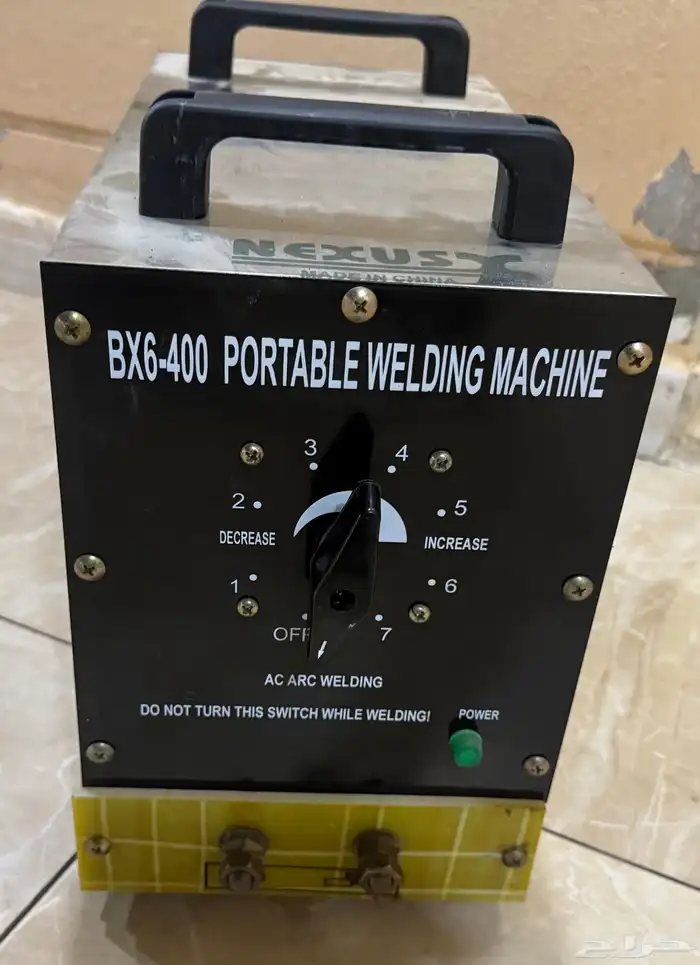 NEXUS
MADE IN CHINA
BX6-400 PORTABLE WELDING MACHINE
3 4
2 5
DECREASE INCREASE
1 6
OFF 7
AC ARC WELDING
DO NOT TURN THIS SWITCH WHILE WELDING!
POWER
حراج